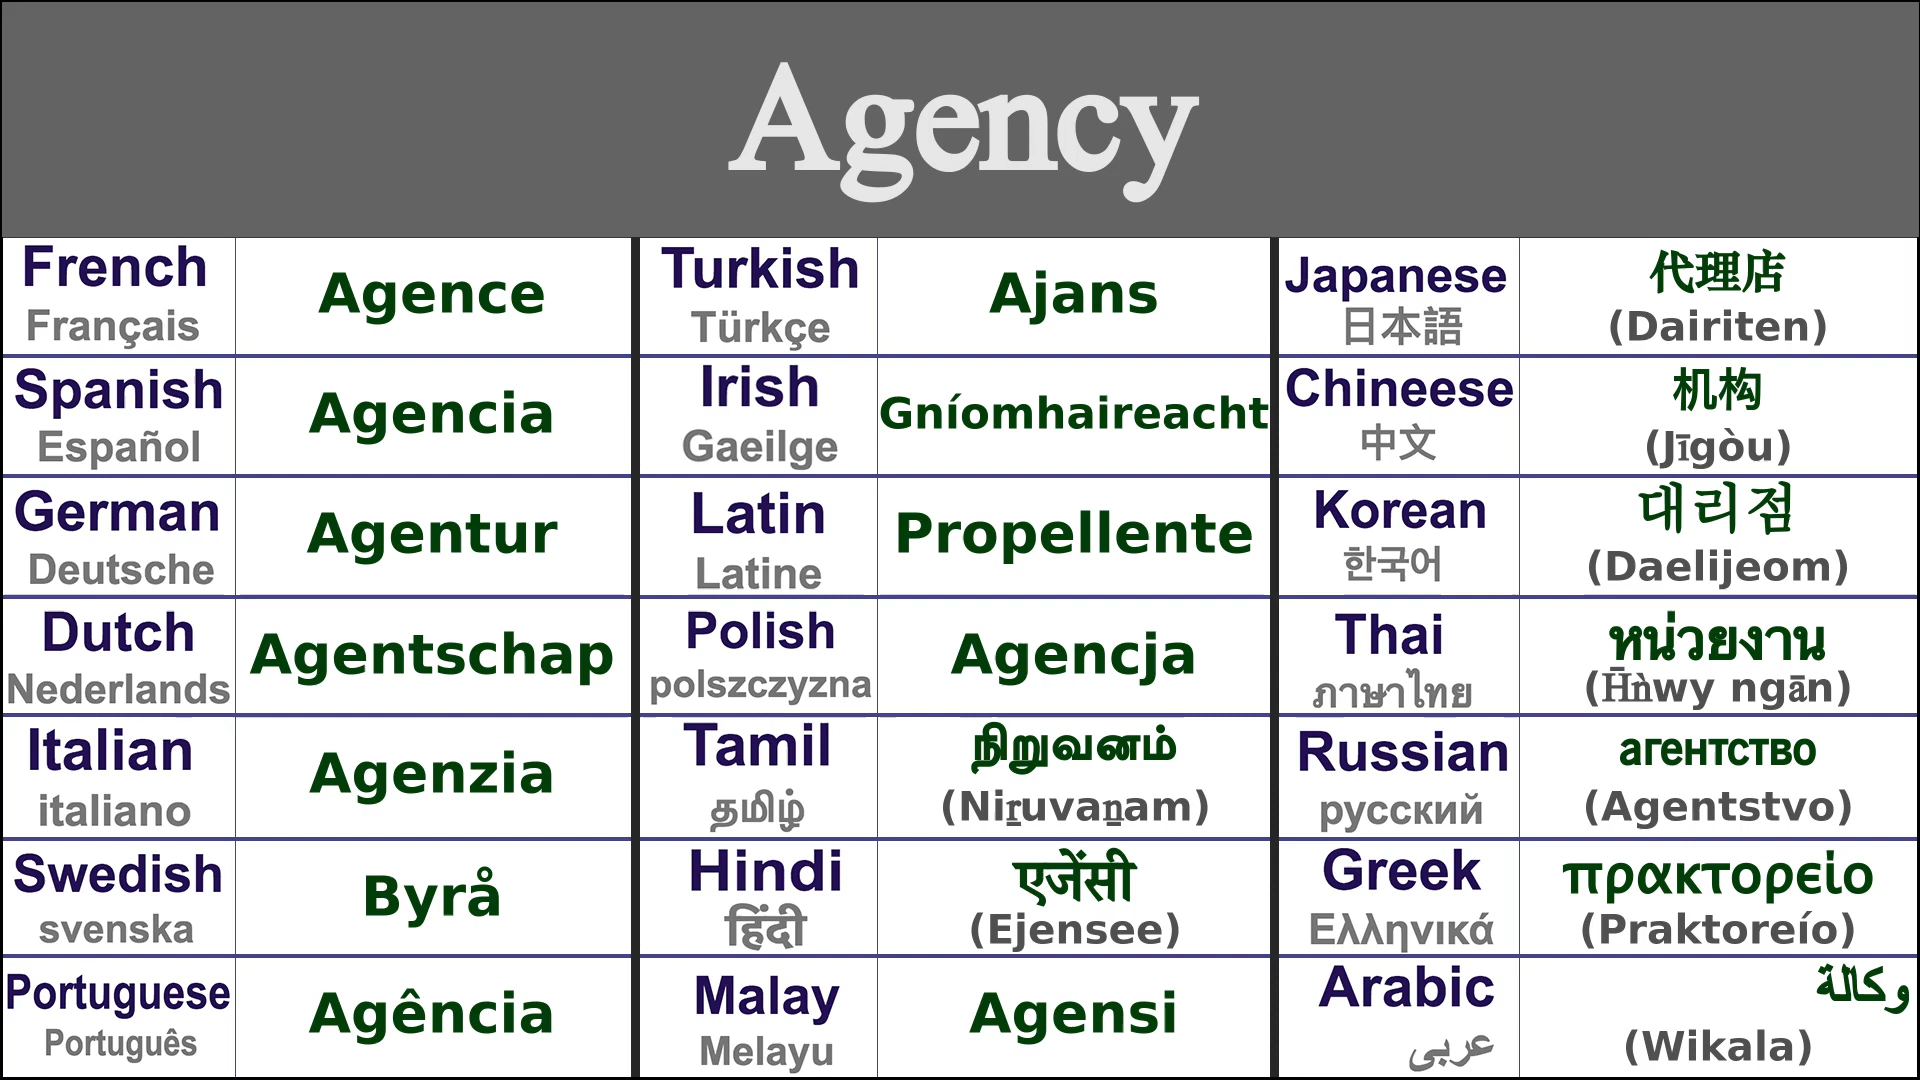 Agency
French
Français
Agence
Turkish
Türkçe
Ajans
Japanese
日本語
代理店
(Dairiten)
Spanish
Español
Agencia
Irish
Gaeilge
Gníomhaireacht
Chineese
中文
机构
(Jīgòu)
German
Deutsche
Agentur
Latin
Latine
Propellente
Korean
한국어
대리점
(Daelijeom)
Dutch
Nederlands
Agentschap
Polish
polszczyzna
Agencja
Thai
ภาษาไทย
หน่วยงาน
(H̄ǹwy ngān)
Italian
italiano
Agenzia
Tamil
தமிழ்
நிறுவனம்
(Niṟuvaṉam)
Russian
русский
агентство
(Agentstvo)
Swedish
svenska
Byrå
Hindi
हिंदी
एजेंसी
(Ejensee)
Greek
Ελληνικά
πρακτορείο
(Praktoreío)
Portuguese
Português
Agência
Malay
Melayu
Agensi
Arabic
عربى
وكالة
(Wikala)